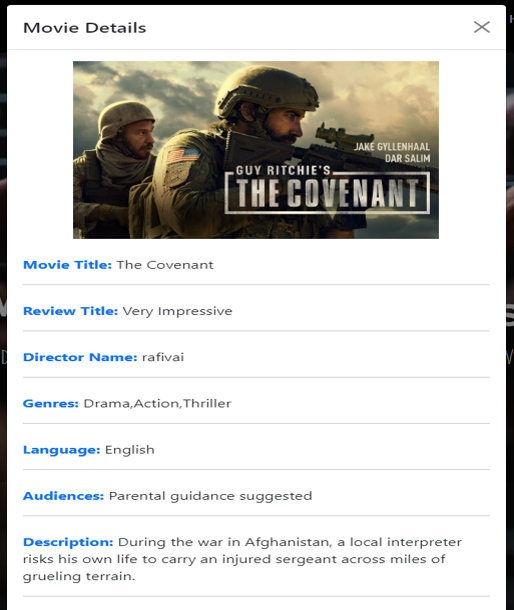 Movie Details
JAKE GYLLENHAAL
DAR SALIM
GUY RITCHIE'S
THE COVENANT
Movie Title: The Covenant
Review Title: Very Impressive
Director Name: rafivai
Genres: Drama,Action,Thriller
Language: English
Audiences: Parental guidance suggested
Description: During the war in Afghanistan, a local interpreter
risks his own life to carry an injured sergeant across miles of
grueling terrain.